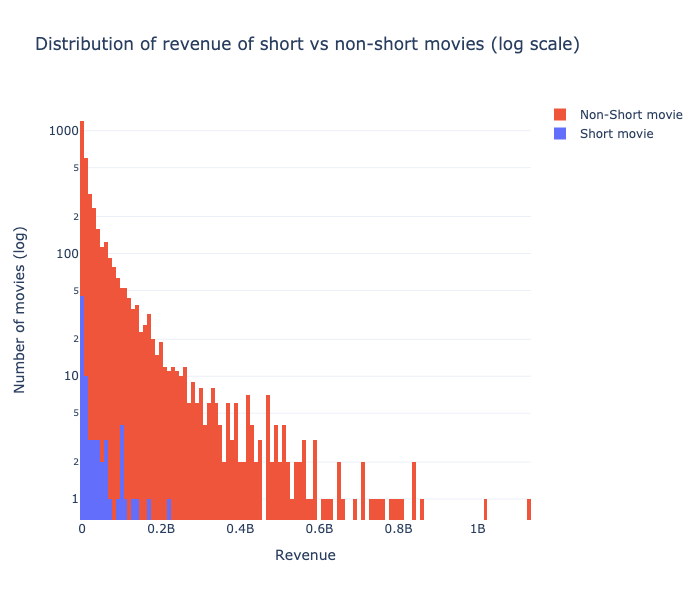 Distribution of revenue of short vs non-short movies (log scale)
Non-Short movie
Short movie
1000
5
2
100
5
2
10
5
2
1
Number of movies (log)
0
0.2B
0.4B
0.6B
0.8B
1B
Revenue